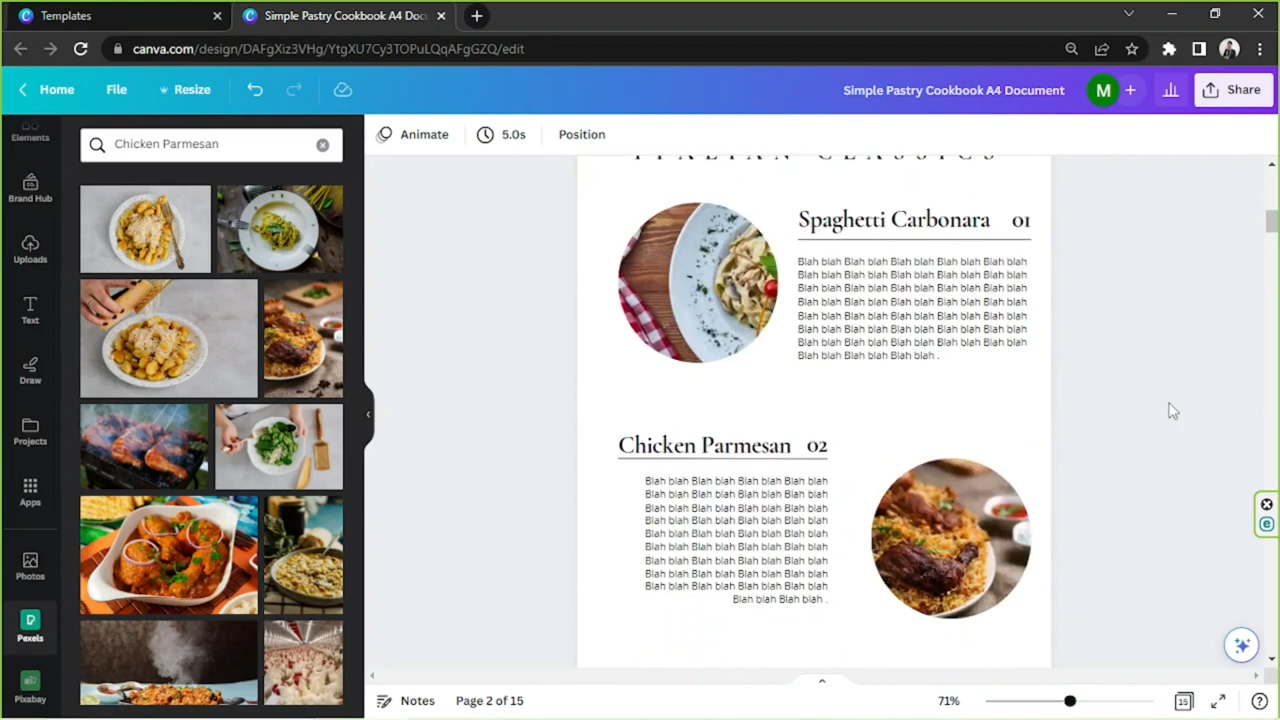 Templates
Simple Pastry Cookbook A4 Doc
canva.com/design/DAFgXiz3VHg/YtgXU7Cy3TOPuLQqAFgGZQ/edit
Home
File
Resize
Simple Pastry Cookbook A4 Document
M
Share
Elements
Brand Hub
Uploads
Text
Draw
Projects
Apps
Photos
Pexels
Pixabay
Chicken Parmesan
Animate
5.0s
Position
ITALIAN CLASSICS
Spaghetti Carbonara 01
Blah blah Blah blah Blah blah Blah blah Blah blah
Blah blah Blah blah Blah blah Blah blah Blah blah
Blah blah Blah blah Blah blah Blah blah Blah blah
Blah blah Blah blah Blah blah Blah blah Blah blah
Blah blah Blah blah Blah blah Blah blah Blah blah
Blah blah Blah blah Blah blah Blah blah Blah blah
Blah blah Blah blah Blah blah Blah blah Blah blah
Blah blah Blah blah Blah blah .
Chicken Parmesan 02
Blah blah Blah blah Blah blah Blah blah
Blah blah Blah blah Blah blah Blah blah
Blah blah Blah blah Blah blah Blah blah
Blah blah Blah blah Blah blah Blah blah
Blah blah Blah blah Blah blah Blah blah
Blah blah Blah blah Blah blah Blah blah
Blah blah Blah blah Blah blah Blah blah
Blah blah Blah blah Blah blah Blah blah
Blah blah Blah blah Blah blah Blah blah
Blah blah Blah blah .
Notes
Page 2 of 15
71%
15